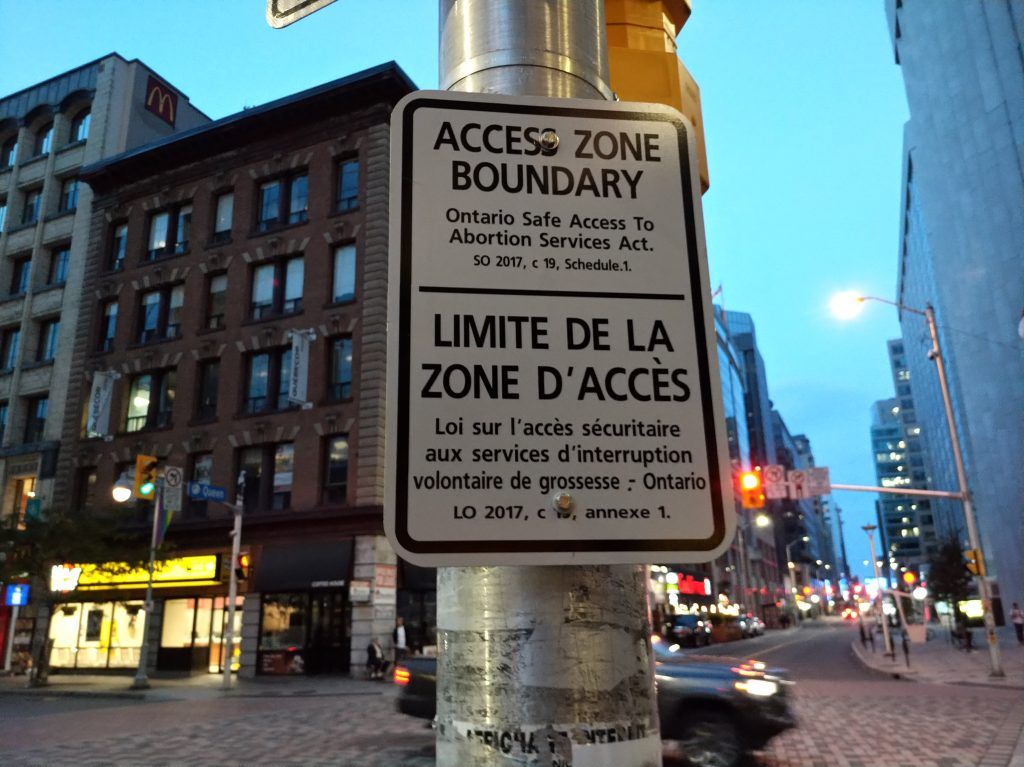 ACCESS ZONE
BOUNDARY
Ontario Safe Access To
Abortion Services Act.
SO 2017, c 19, Schedule.1.
LIMITE DE LA
ZONE D'ACCÈS
Loi sur l'accès sécuritaire
aux services d'interruption
volontaire de grossesse - Ontario
LO 2017, c 19, annexe 1.
Queen